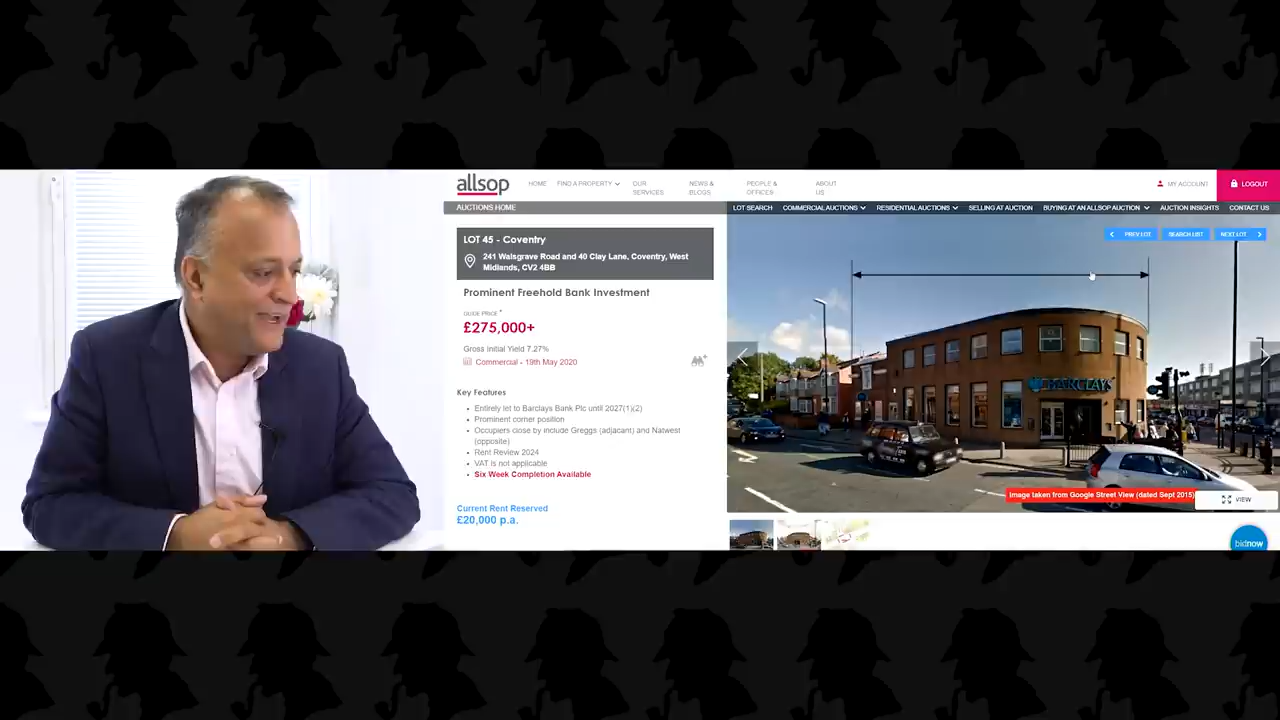 allsop
HOME
FIND A PROPERTY
OUR
SERVICES
NEWS &
BLOGS
PEOPLE &
OFFICES
ABOUT
US
MY ACCOUNT
LOGOUT
AUCTIONS HOME
LOT SEARCH
COMMERCIAL AUCTIONS
RESIDENTIAL AUCTIONS
SELLING AT AUCTION
BUYING AT AN ALLSOP AUCTION
AUCTION INSIGHTS
CONTACT US
PREV LOT
SEARCH LIST
NEXT LOT
LOT 45 - Coventry
241 Walsgrave Road and 40 Clay Lane, Coventry, West
Midlands, CV2 4BB
Prominent Freehold Bank Investment
GUIDE PRICE *
£275,000+
Gross Initial Yield 7.27%
Commercial - 19th May 2020
Key Features
Entirely let to Barclays Bank Plc until 2027(1)(2)
Prominent corner position
Occupiers close by include Greggs (adjacant) and Natwest
(opposite)
Rent Review 2024
VAT is not applicable
Six Week Completion Available
Current Rent Reserved
£20,000 p.a.
BARCLAYS
Image taken from Google Street View (dated Sept 2015)
VIEW
bidnow